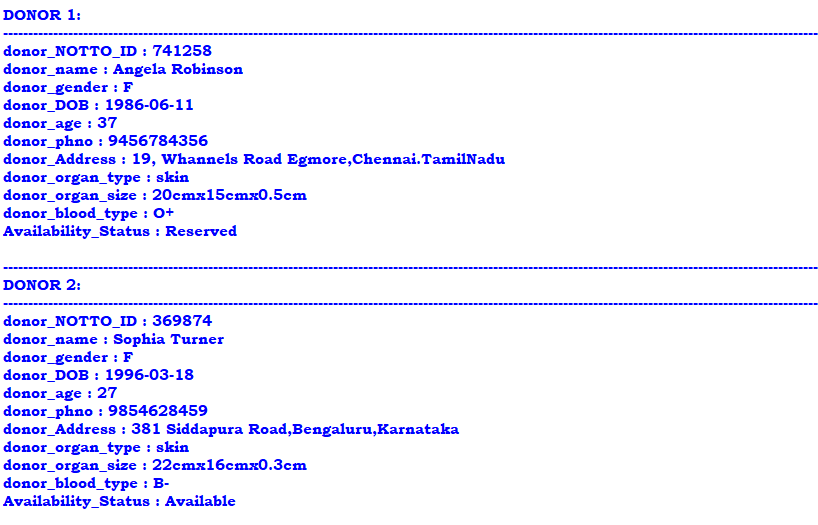 DONOR 1:
----------------------------------------------------------------------------------------------------------------------------------------------------------------
donor_NOTTO_ID : 741258
donor_name : Angela Robinson
donor_gender : F
donor_DOB : 1986-06-11
donor_age : 37
donor_phno : 9456784356
donor_Address : 19, Whannels Road Egmore,Chennai.TamilNadu
donor_organ_type : skin
donor_organ_size : 20cmx15cmx0.5cm
donor_blood_type : O+
Availability_Status : Reserved
----------------------------------------------------------------------------------------------------------------------------------------------------------------
DONOR 2:
----------------------------------------------------------------------------------------------------------------------------------------------------------------
donor_NOTTO_ID : 369874
donor_name : Sophia Turner
donor_gender : F
donor_DOB : 1996-03-18
donor_age : 27
donor_phno : 9854628459
donor_Address : 381 Siddapura Road,Bengaluru,Karnataka
donor_organ_type : skin
donor_organ_size : 22cmx16cmx0.3cm
donor_blood_type : B-
Availability_Status : Available